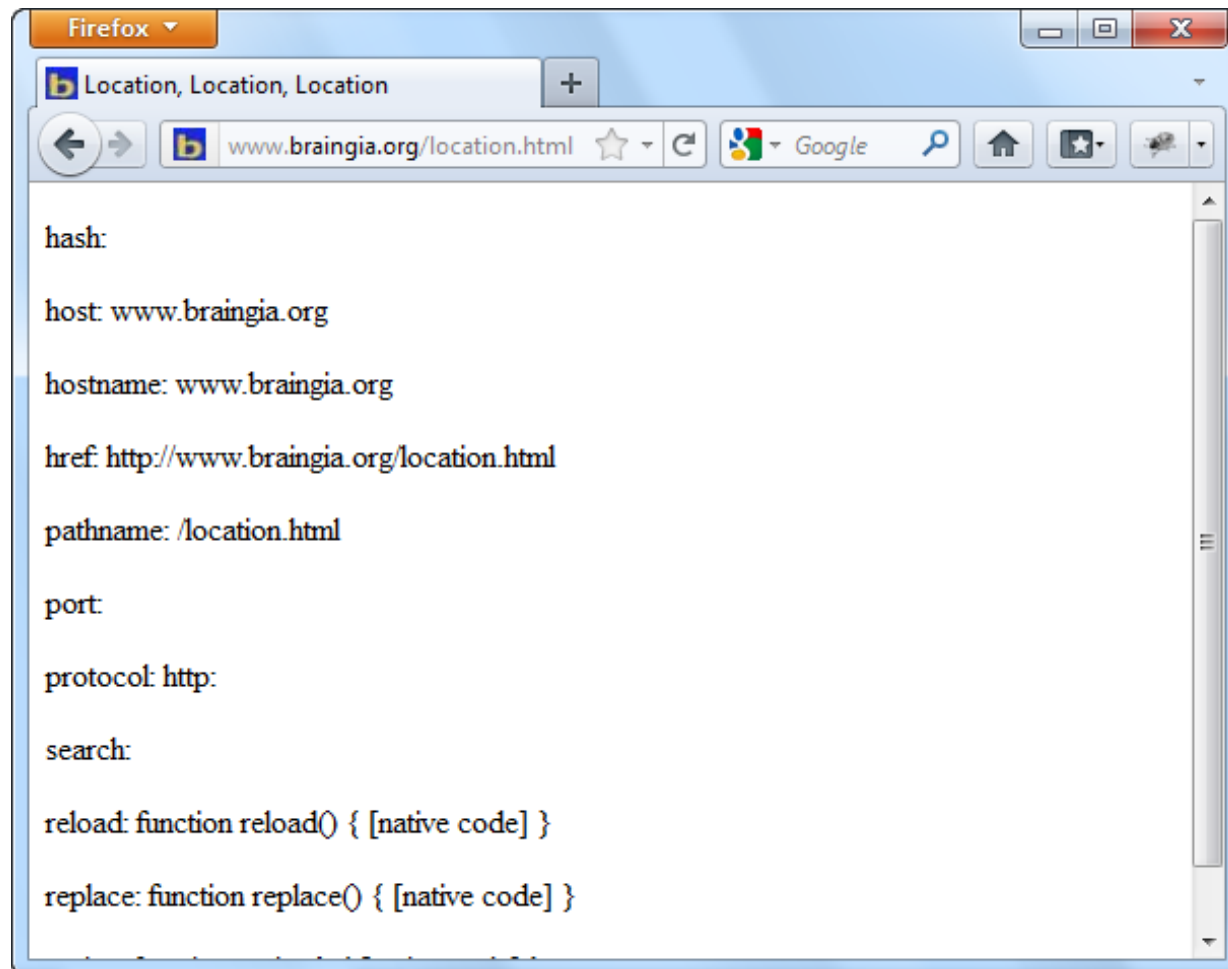 Firefox
Location, Location, Location
www.braingia.org/location.html
Google
hash:
host: www.braingia.org
hostname: www.braingia.org
href: http://www.braingia.org/location.html
pathname: /location.html
port:
protocol: http:
search:
reload: function reload() { [native code] }
replace: function replace() { [native code] }